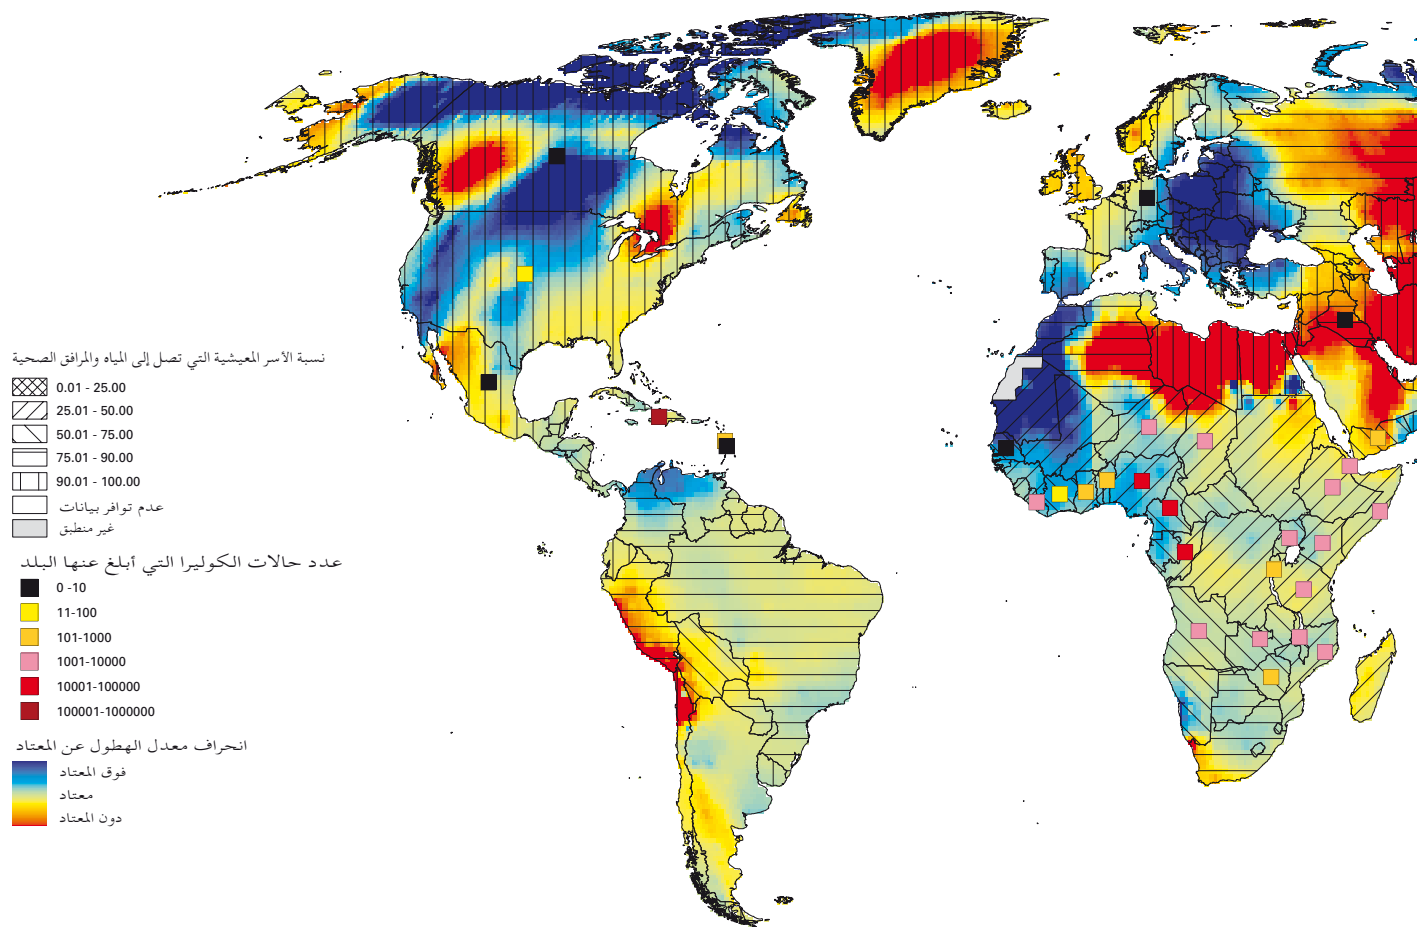 نسبة الأسر المعيشية التي تصل إلى المياه والمرافق الصحية
0.01 - 25.00
25.01 - 50.00
50.01 - 75.00
75.01 - 90.00
90.01 - 100.00
عدم توافر بيانات
غير منطبق
عدد حالات الكوليرا التي أبلغ عنها البلد
0 -10
11-100
101-1000
1001-10000
10001-100000
100001-1000000
انحراف معدل الهطول عن المعتاد
فوق المعتاد
معتاد
دون المعتاد